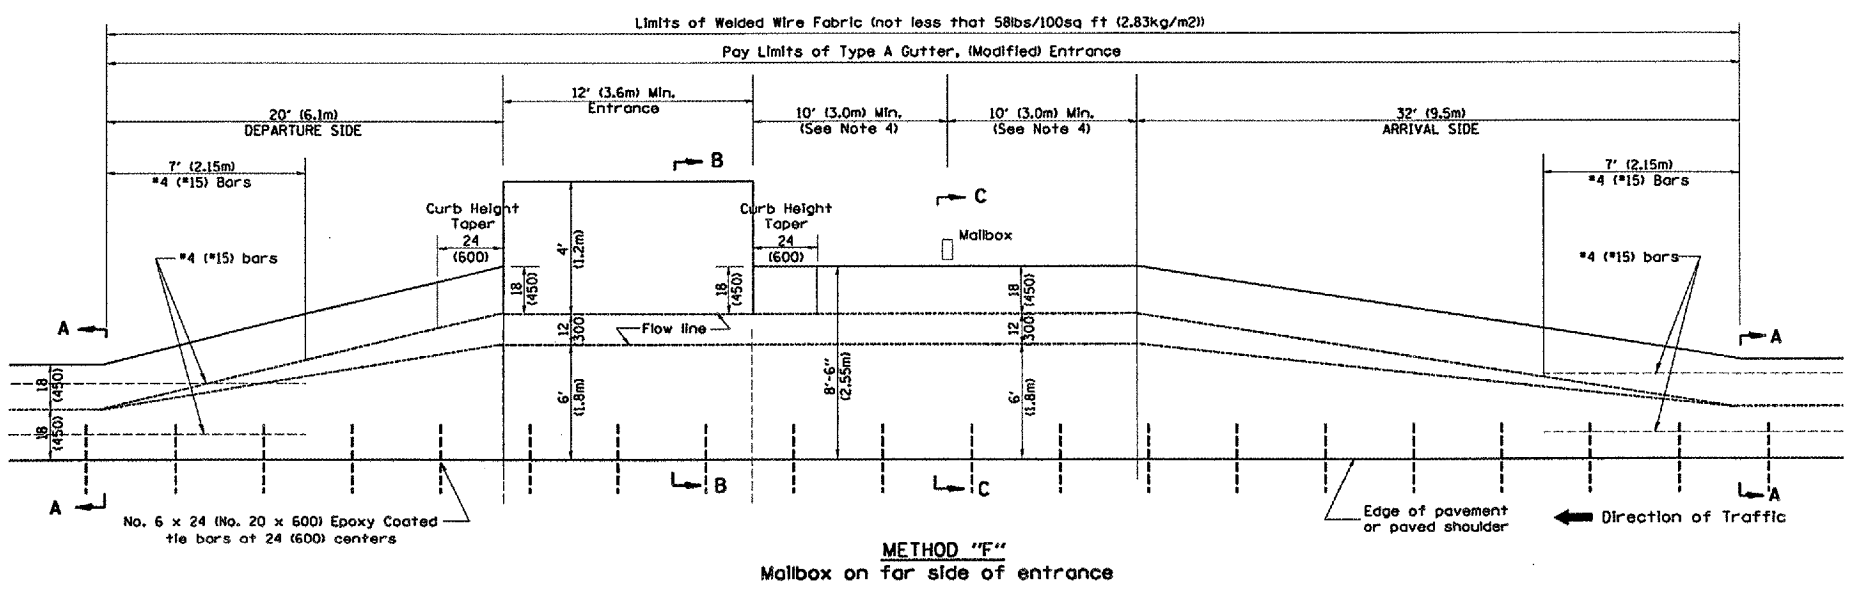 Limits of Welded Wire Fabric (not less that 58lbs/100sq ft (2.83kg/m2))
Pay Limits of Type A Gutter, (Modified) Entrance
12' (3.6m) Min.
Entrance
20' (6.1m)
DEPARTURE SIDE
10' (3.0m) Min.
(See Note 4)
10' (3.0m) Min.
(See Note 4)
32' (9.5m)
ARRIVAL SIDE
7' (2.15m)
#4 (#15) Bars
B
7' (2.15m)
#4 (#15) Bars
C
Curb Height
Taper
24
(600)
Curb Height
Taper
24
(600)
Mailbox
4'
(1.2m)
#4 (#15) bars
#4 (#15) bars
18
(450)
18
(450)
18
(450)
A
A
12
(300)
Flow line
12
(300)
18
(450)
18
(450)
6'
(1.8m)
8'-6"
(2.55m)
6'
(1.8m)
A
B
C
A
No. 6 x 24 (No. 20 x 600) Epoxy Coated
tie bars at 24 (600) centers
Edge of pavement
or paved shoulder
Direction of Traffic
METHOD "F"
Mailbox on far side of entrance